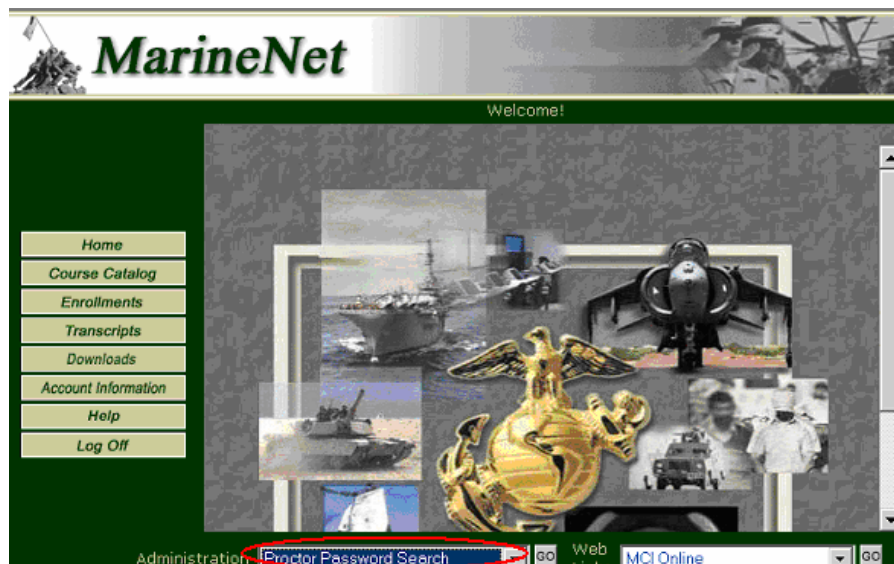 MarineNet
Welcome!
Home
Course Catalog
Enrollments
Transcripts
Downloads
Account Information
Help
Log Off
Administration Proctor Password Search GO Web MCI Online GO